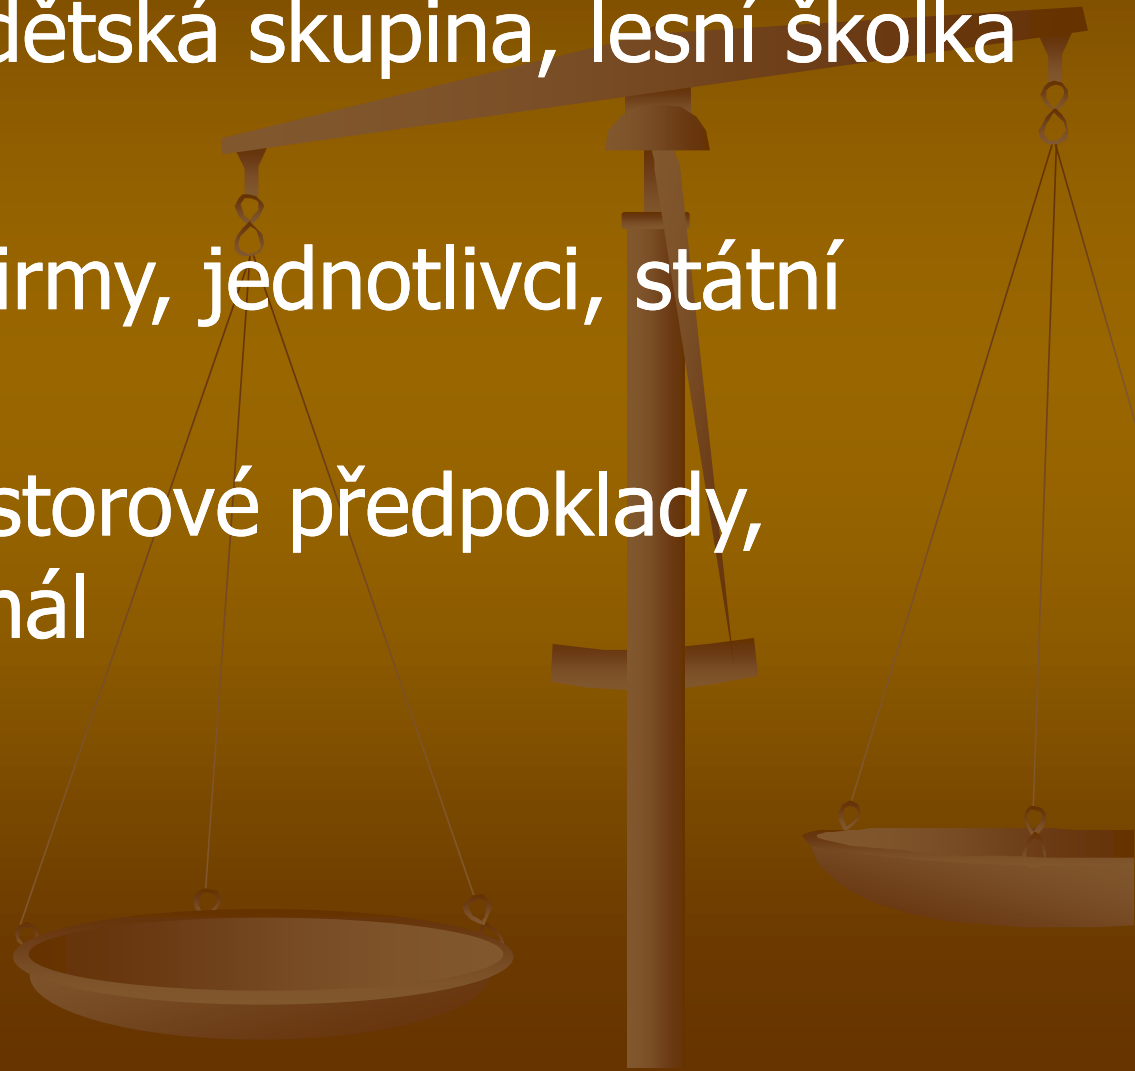 dětská skupina, lesní školka
irmy, jednotlivci, státní
storové předpoklady,
nál